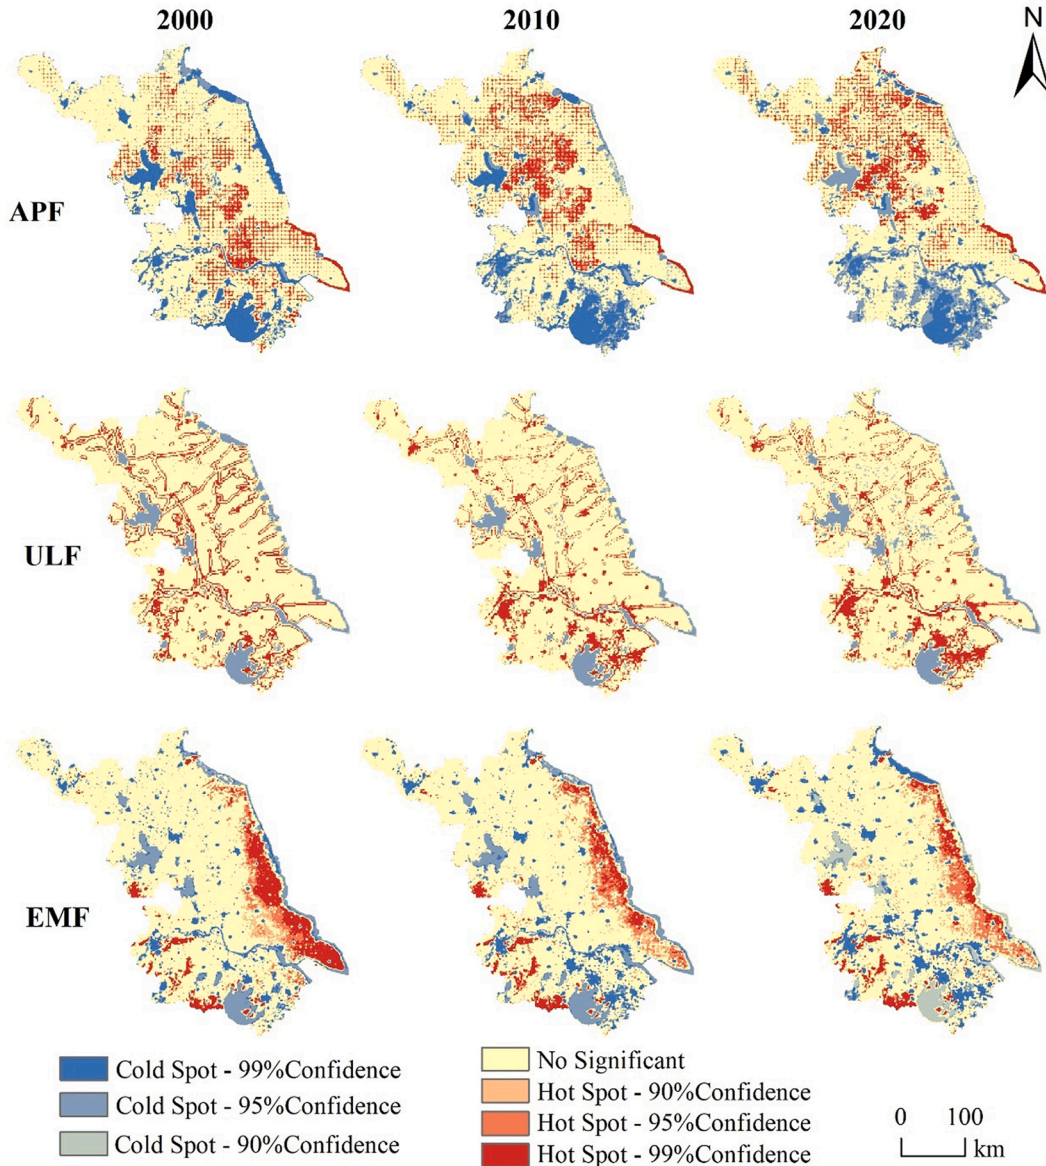 2000 2010 2020
N
APF
ULF
EMF
Cold Spot - 99%Confidence
Cold Spot - 95%Confidence
Cold Spot - 90%Confidence
No Significant
Hot Spot - 90%Confidence
Hot Spot - 95%Confidence
Hot Spot - 99%Confidence
0 100
km